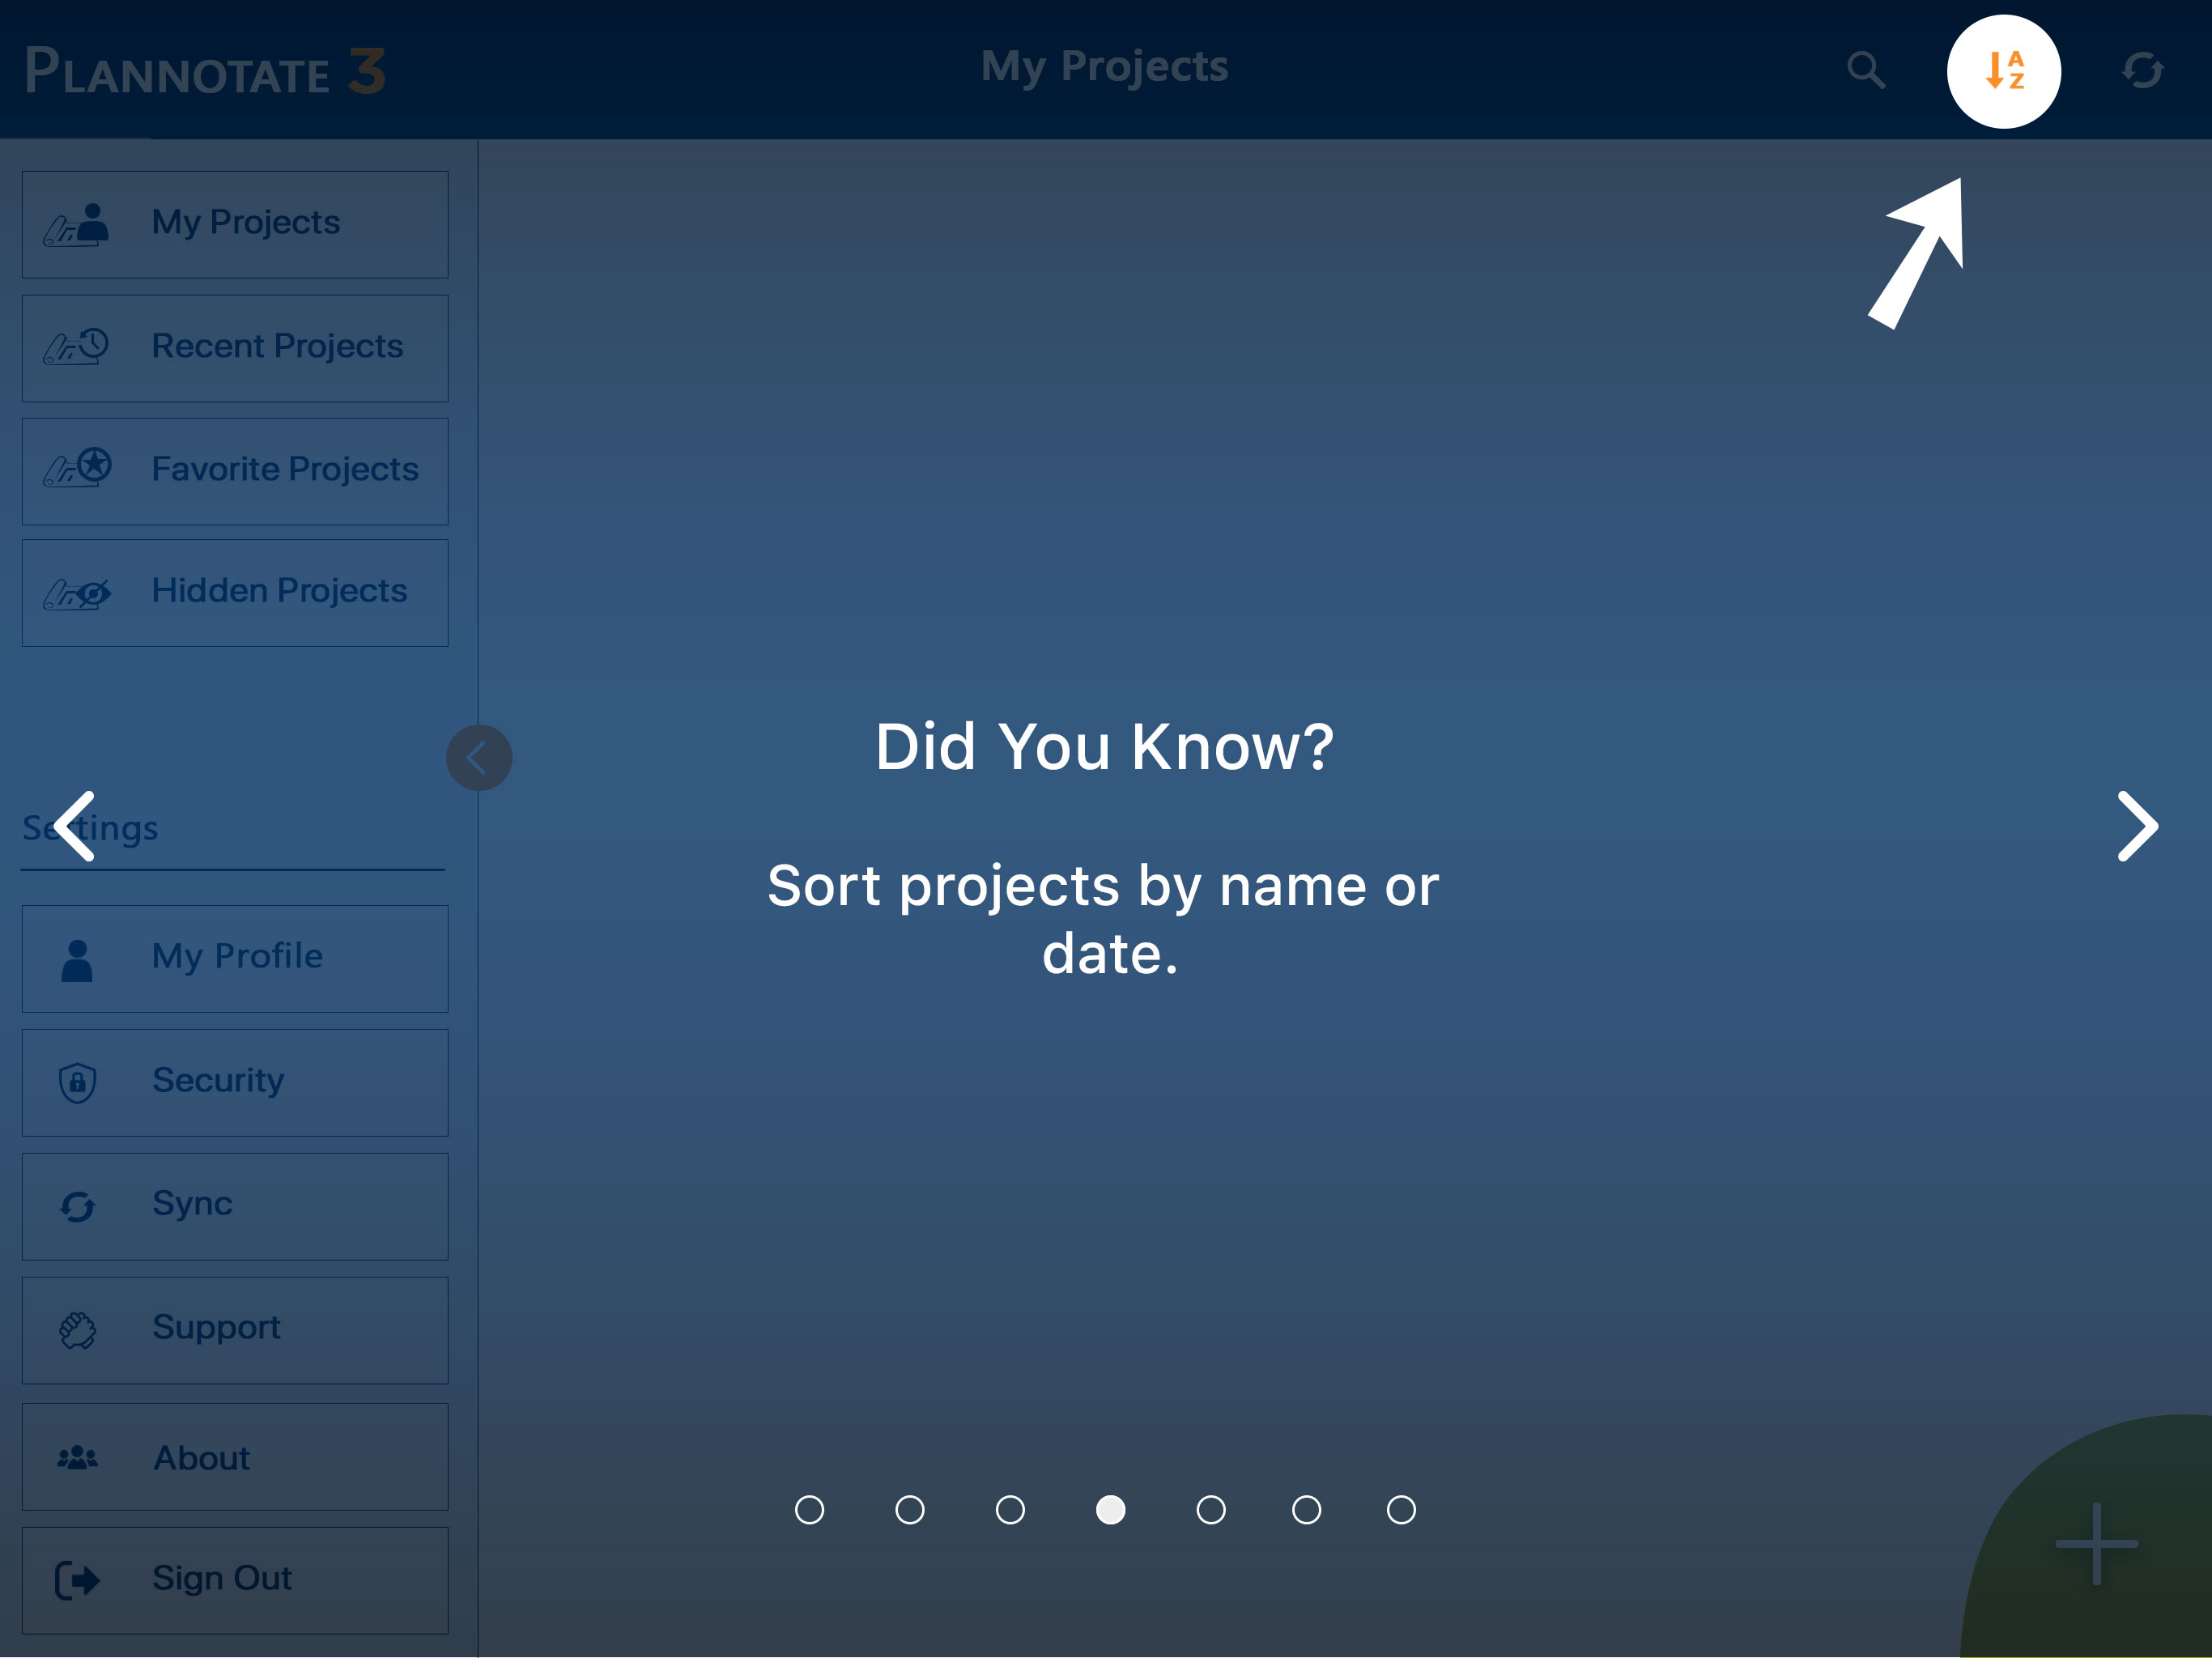 PLANNOTATE 3
My Projects
A
Z
My Projects
Recent Projects
Favorite Projects
Hidden Projects
Did You Know?
Settings
Sort projects by name or
date.
My Profile
Security
Sync
Support
About
Sign Out